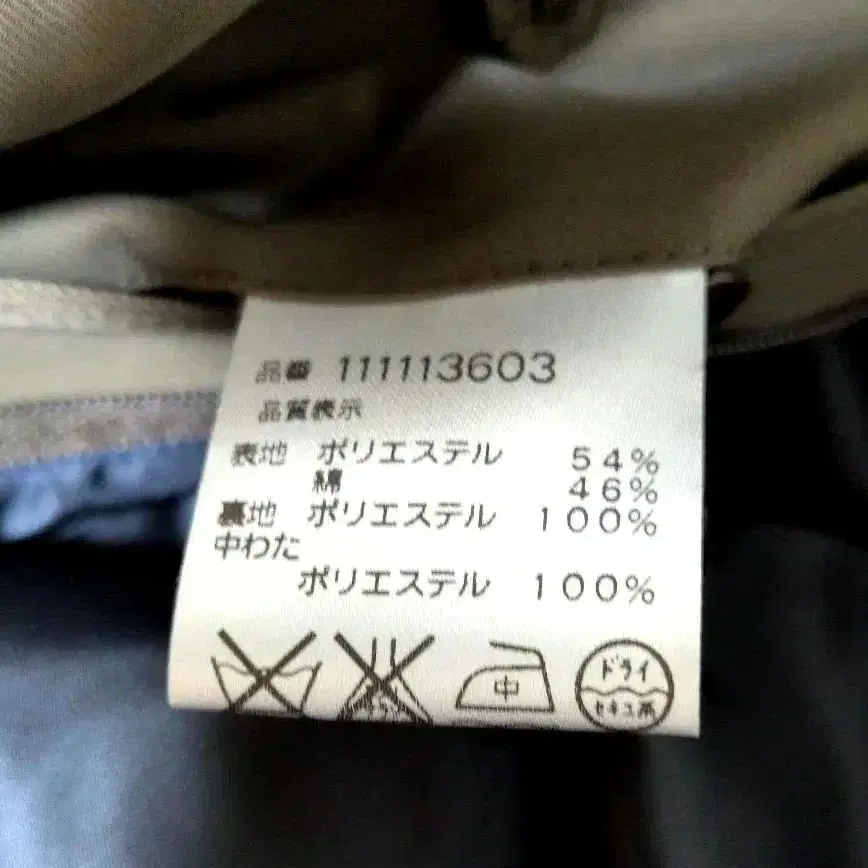 品番 111113603
品質表示
表地 ポリエステル 54%
綿 46%
裏地 ポリエステル 100%
中わた
ポリエステル 100%
中
ドライ
セキユ系